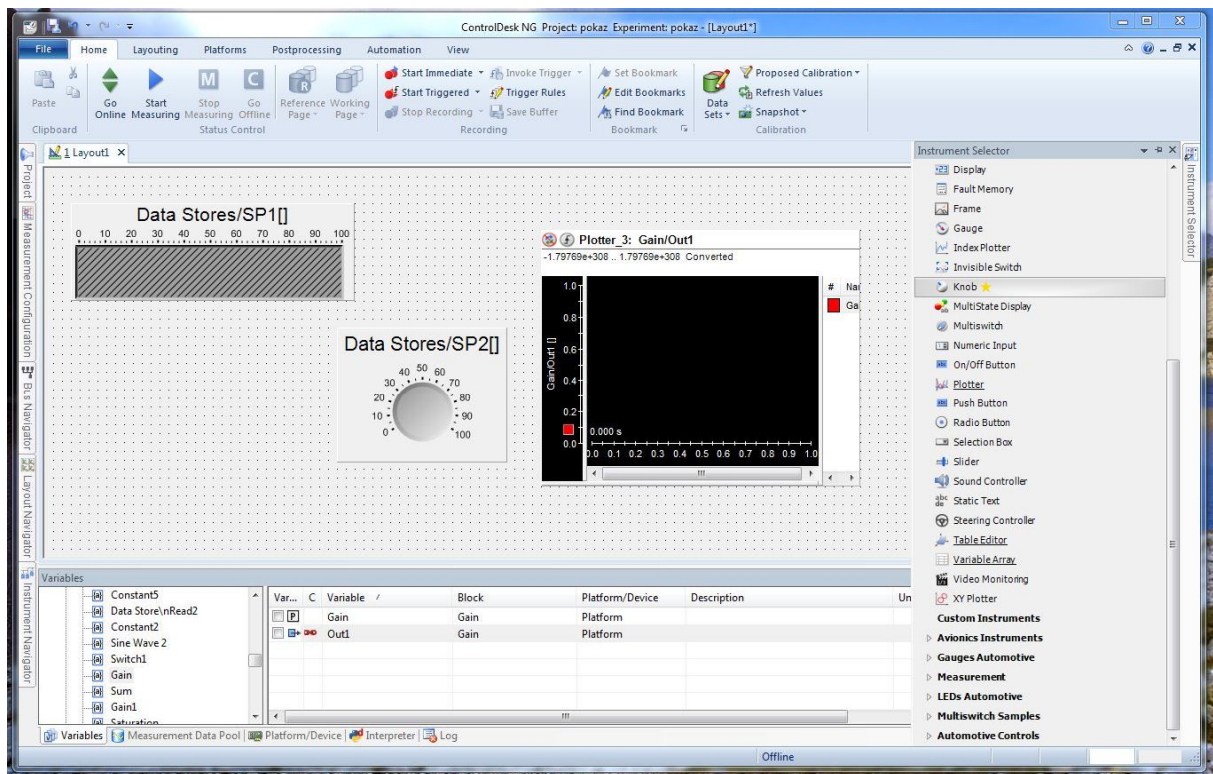 ControlDesk NG Project: pokaz Experiment: pokaz - [Layout1*]
File Home Layouting Platforms Postprocessing Automation View
Paste
Clipboard
Go Online
Start Measuring
Stop Measuring
Go Offline
Status Control
Reference Page
Working Page
Start Immediate Invoke Trigger
Start Triggered Trigger Rules
Stop Recording Save Buffer
Recording
Set Bookmark
Edit Bookmarks
Find Bookmark
Bookmark
Data Sets
Proposed Calibration
Refresh Values
Snapshot
Calibration
1 Layout1
Project
Measurement Configuration
Bus Navigator
Layout Navigator
Instrument Navigator
Data Stores/SP1[]
0 10 20 30 40 50 60 70 80 90 100
Data Stores/SP2[]
0 10 20 30 40 50 60 70 80 90 100
Plotter_3: Gain/Out1
-1.79769e+308 .. 1.79769e+308 Converted
# Na
Ga
Gain/Out1 []
1.0
0.8
0.6
0.4
0.2
0.0
0.000 s
0.0 0.1 0.2 0.3 0.4 0.5 0.6 0.7 0.8 0.9 1.0
Instrument Selector
Display
Fault Memory
Frame
Gauge
Index Plotter
Invisible Switch
Knob
MultiState Display
Multiswitch
Numeric Input
On/Off Button
Plotter
Push Button
Radio Button
Selection Box
Slider
Sound Controller
Static Text
Steering Controller
Table Editor
Variable Array
Video Monitoring
XY Plotter
Custom Instruments
Avionics Instruments
Gauges Automotive
Measurement
LEDs Automotive
Multiswitch Samples
Automotive Controls
Instrument Selector
Variables
Constant5
Data Store\nRead2
Constant2
Sine Wave 2
Switch1
Gain
Sum
Gain1
Saturation
Var... C Variable Block Platform/Device Description Un
P Gain Gain Platform
Out1 Gain Platform
Variables Measurement Data Pool Platform/Device Interpreter Log
Offline